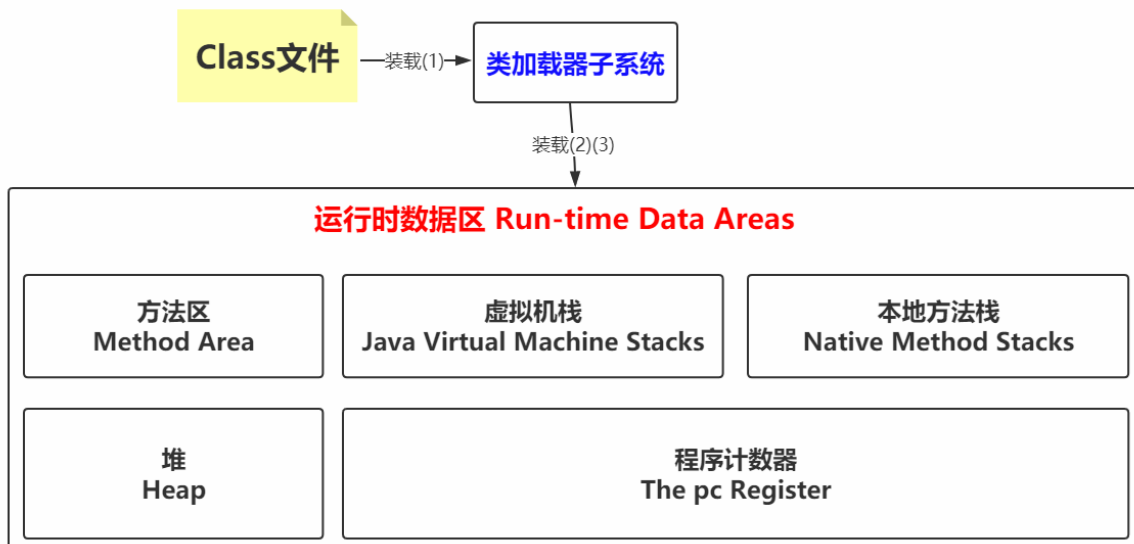 Class文件
装载(1)
类加载器子系统
装载(2)(3)
运行时数据区 Run-time Data Areas
方法区
Method Area
虚拟机栈
Java Virtual Machine Stacks
本地方法栈
Native Method Stacks
堆
Heap
程序计数器
The pc Register